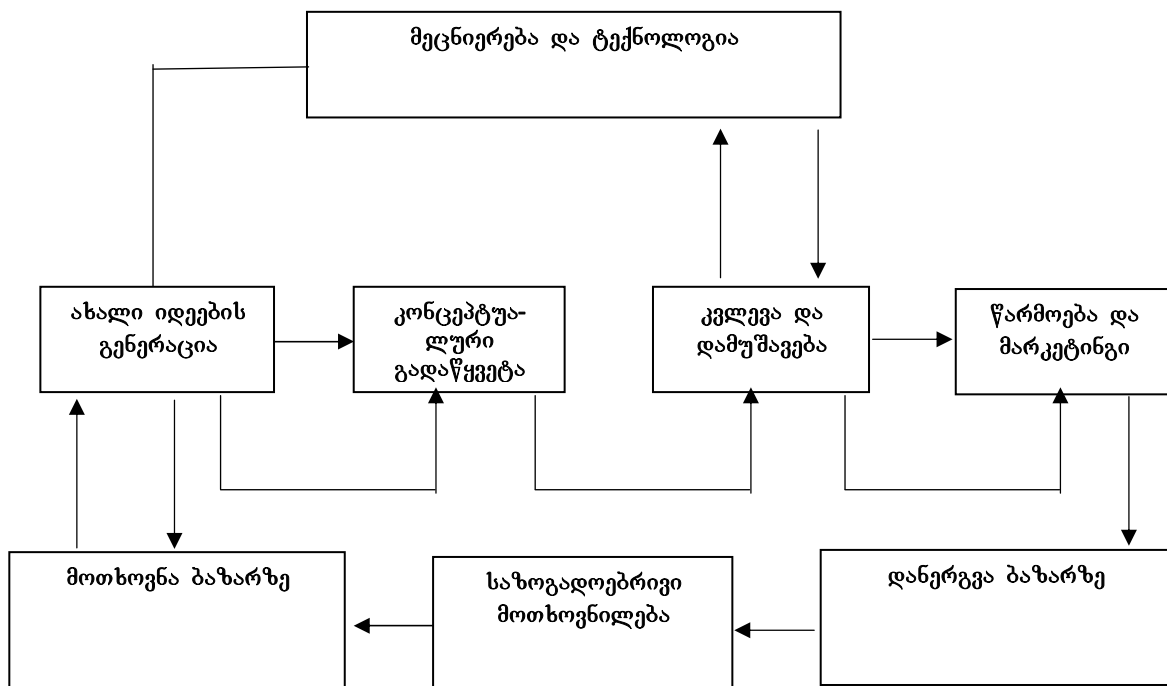 მეცნიერება და ტექნოლოგია
ახალი იდეების
გენერაცია
კონცეპტუა-
ლური
გადაწყვეტა
კვლევა და
დამუშავება
წარმოება და
მარკეტინგი
მოთხოვნა ბაზარზე
საზოგადოებრივი
მოთხოვნილება
დანერგვა ბაზარზე